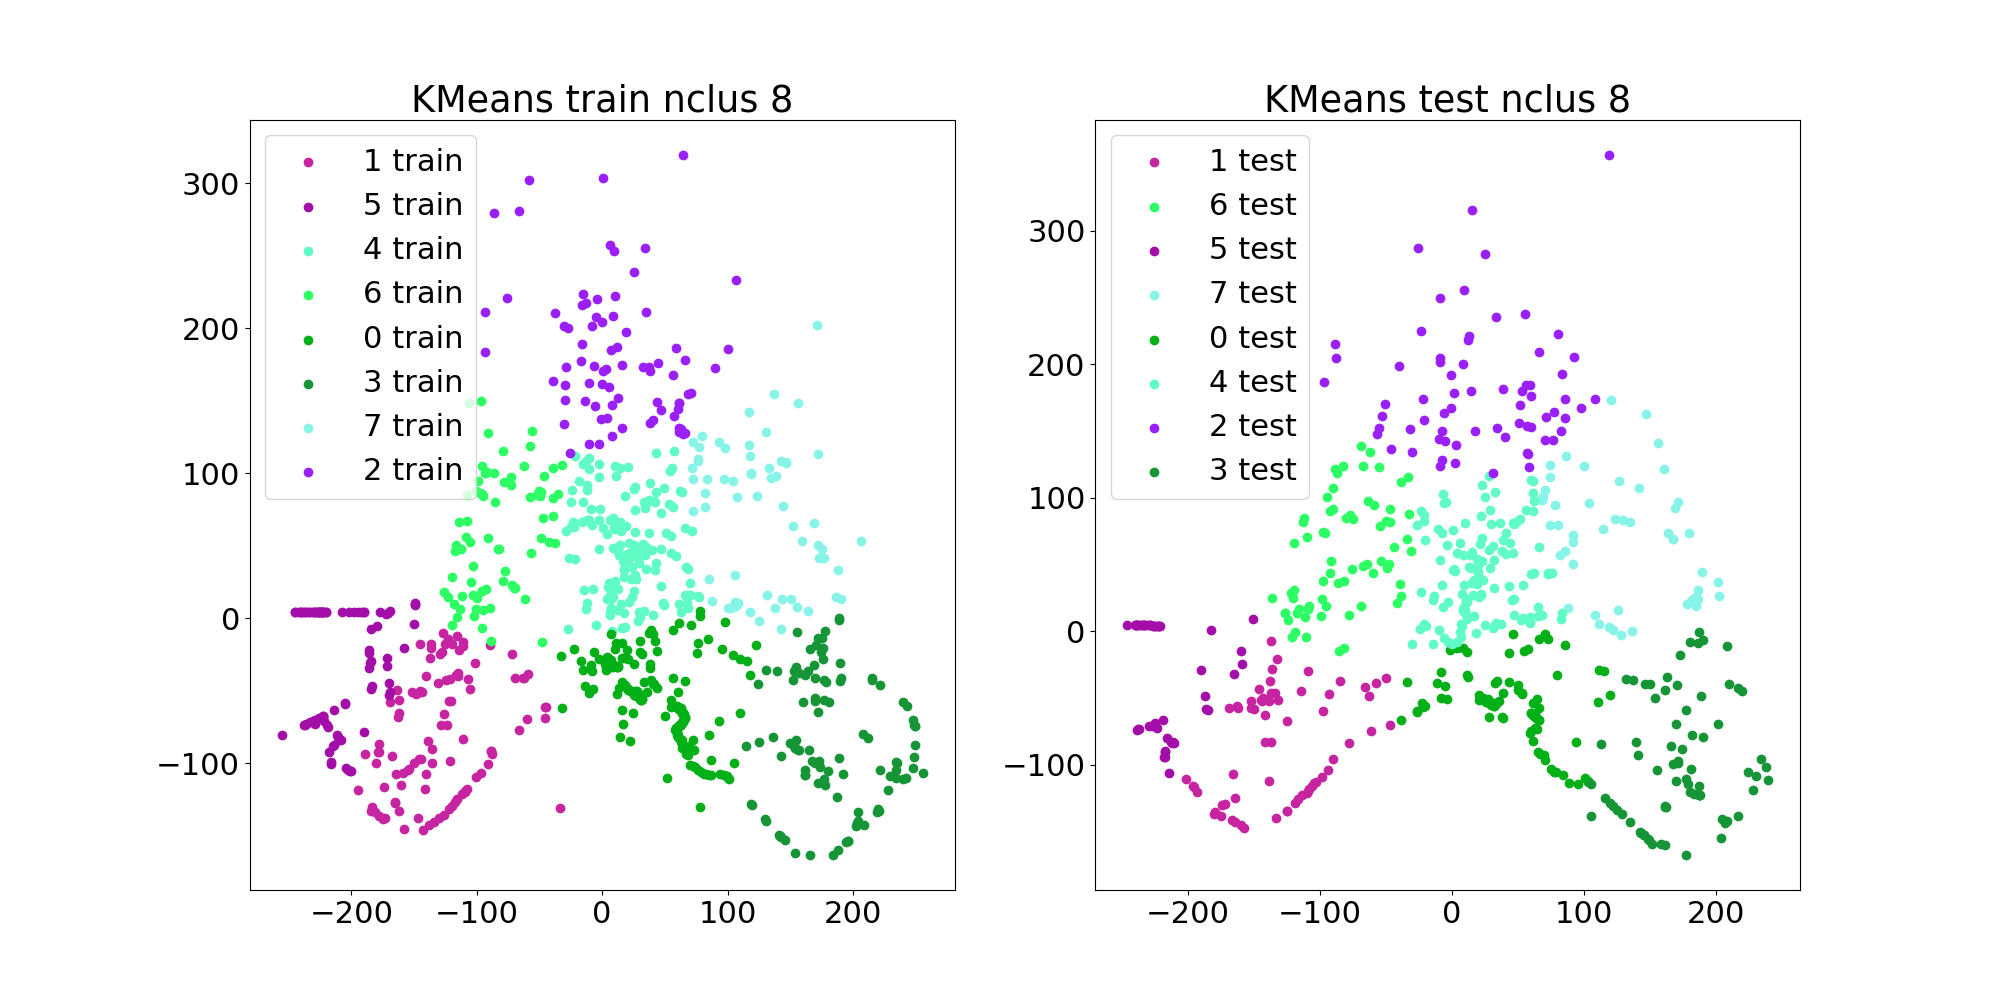 KMeans train nclus 8
300
200
100
0
−100
−200
−100
0
100
200
1 train
5 train
4 train
6 train
0 train
3 train
7 train
2 train
KMeans test nclus 8
300
200
100
0
−100
−200
−100
0
100
200
1 test
6 test
5 test
7 test
0 test
4 test
2 test
3 test